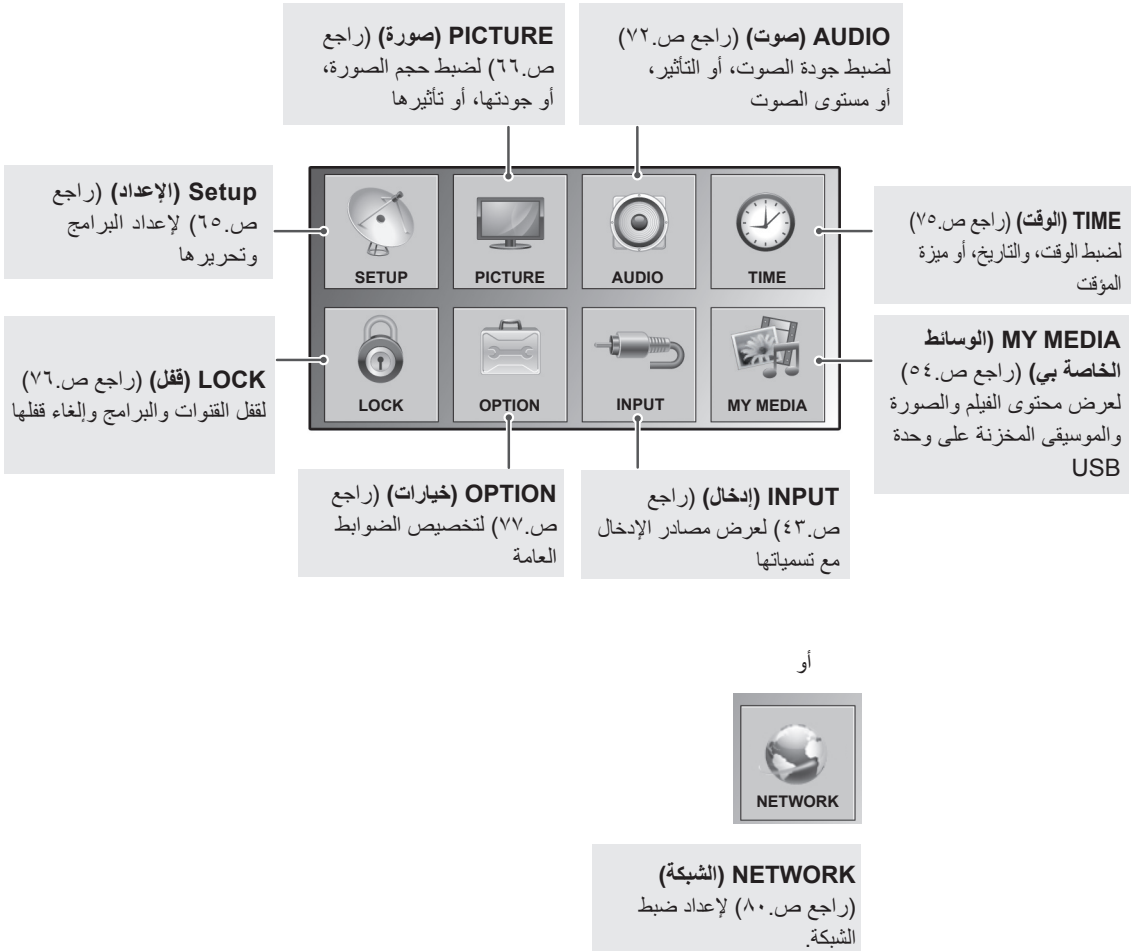 PICTURE (صورة) (راجع
ص.٦٦) لضبط حجم الصورة،
أو جودتها، أو تأثيرها
AUDIO (صوت) (راجع ص.٧٢)
لضبط جودة الصوت، أو التأثير،
أو مستوى الصوت
Setup (الإعداد) (راجع
ص.٦٥) لإعداد البرامج
وتحريرها
TIME (الوقت) (راجع ص.٧٥)
لضبط الوقت، والتاريخ، أو ميزة
المؤقت
SETUP
PICTURE
AUDIO
TIME
LOCK (قفل) (راجع ص.٧٦)
لقفل القنوات والبرامج وإلغاء قفلها
MY MEDIA (الوسائط
الخاصة بي) (راجع ص.٥٤)
لعرض محتوى الفيلم والصورة
والموسيقى المخزنة على وحدة
USB
LOCK
OPTION
INPUT
MY MEDIA
OPTION (خيارات) (راجع
ص.٧٧) لتخصيص الضوابط
العامة
INPUT (إدخال) (راجع
ص.٤٣) لعرض مصادر الإدخال
مع تسمياتها
أو
NETWORK
NETWORK (الشبكة)
(راجع ص.٨٠) لإعداد ضبط
الشبكة.